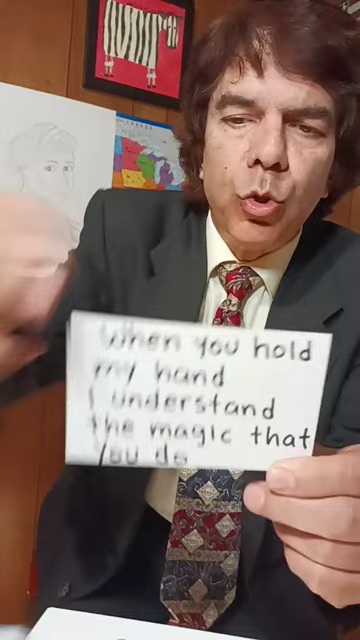 When you hold
my hand
I understand
the magic that
you do